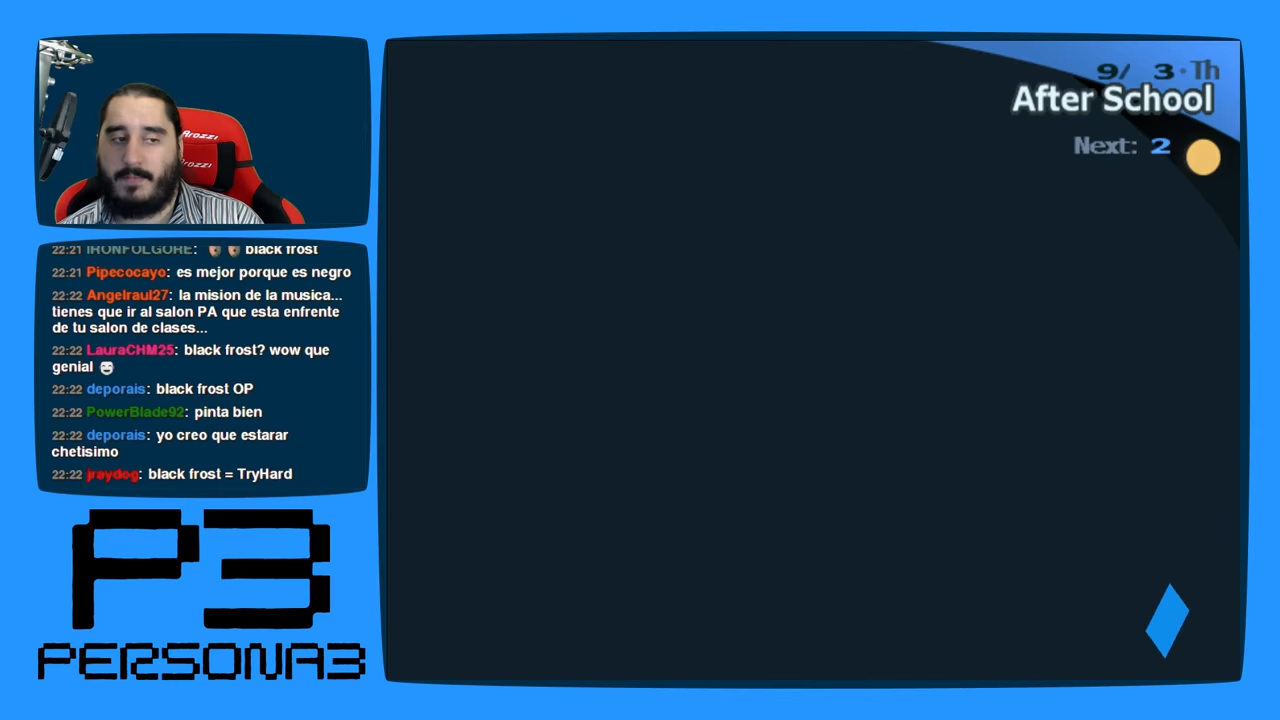 9/ 3·Th
After School
Next: 2
Arozzi
Arozzi
22:21 IRONFOLGORE: black frost
22:21 Pipecocayo: es mejor porque es negro
22:22 Angelraul27: la mision de la musica...
tienes que ir al salon PA que esta enfrente
de tu salon de clases...
22:22 LauraCHM25: black frost? wow que
genial
22:22 deporais: black frost OP
22:22 PowerBlade92: pinta bien
22:22 deporais: yo creo que estarar
chetisimo
22:22 jraydog: black frost = TryHard
P3
PERSONA3